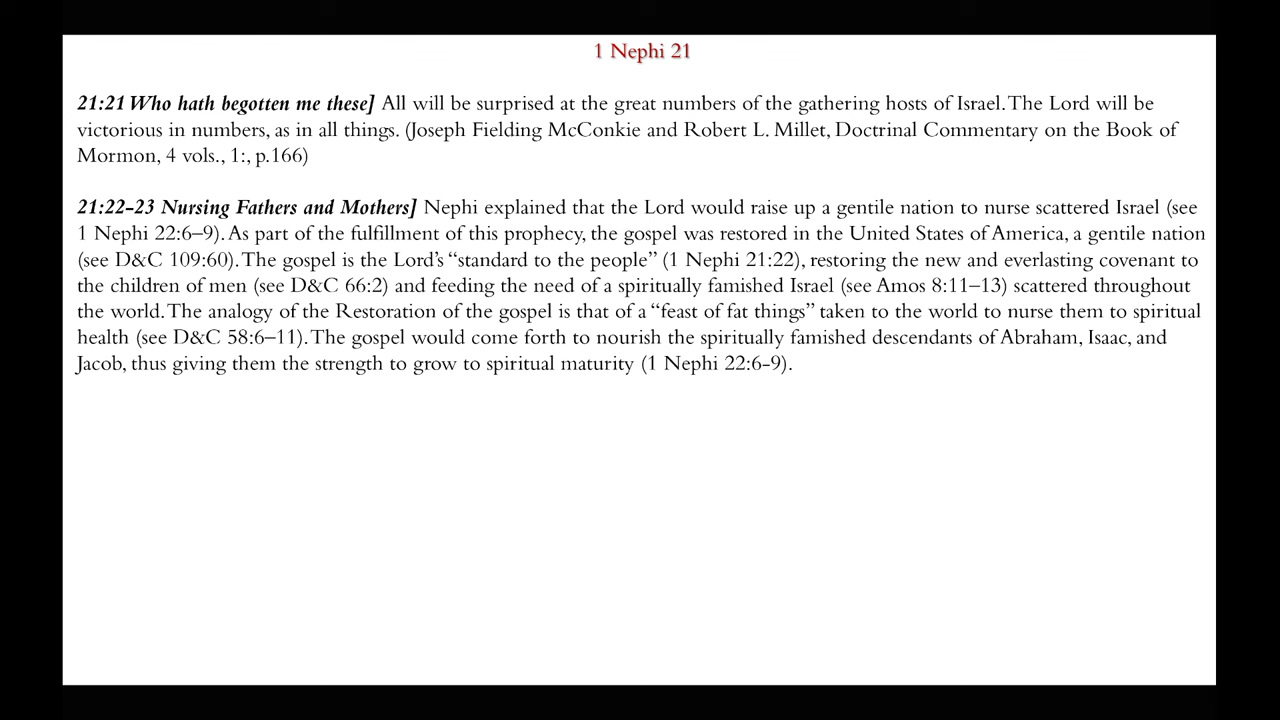 1 Nephi 21
21:21 Who hath begotten me these] All will be surprised at the great numbers of the gathering hosts of Israel. The Lord will be
victorious in numbers, as in all things. (Joseph Fielding McConkie and Robert L. Millet, Doctrinal Commentary on the Book of
Mormon, 4 vols., 1:, p.166)
21:22-23 Nursing Fathers and Mothers] Nephi explained that the Lord would raise up a gentile nation to nurse scattered Israel (see
1 Nephi 22:6–9). As part of the fulfillment of this prophecy, the gospel was restored in the United States of America, a gentile nation
(see D&C 109:60). The gospel is the Lord’s “standard to the people” (1 Nephi 21:22), restoring the new and everlasting covenant to
the children of men (see D&C 66:2) and feeding the need of a spiritually famished Israel (see Amos 8:11–13) scattered throughout
the world. The analogy of the Restoration of the gospel is that of a “feast of fat things” taken to the world to nurse them to spiritual
health (see D&C 58:6–11). The gospel would come forth to nourish the spiritually famished descendants of Abraham, Isaac, and
Jacob, thus giving them the strength to grow to spiritual maturity (1 Nephi 22:6-9).